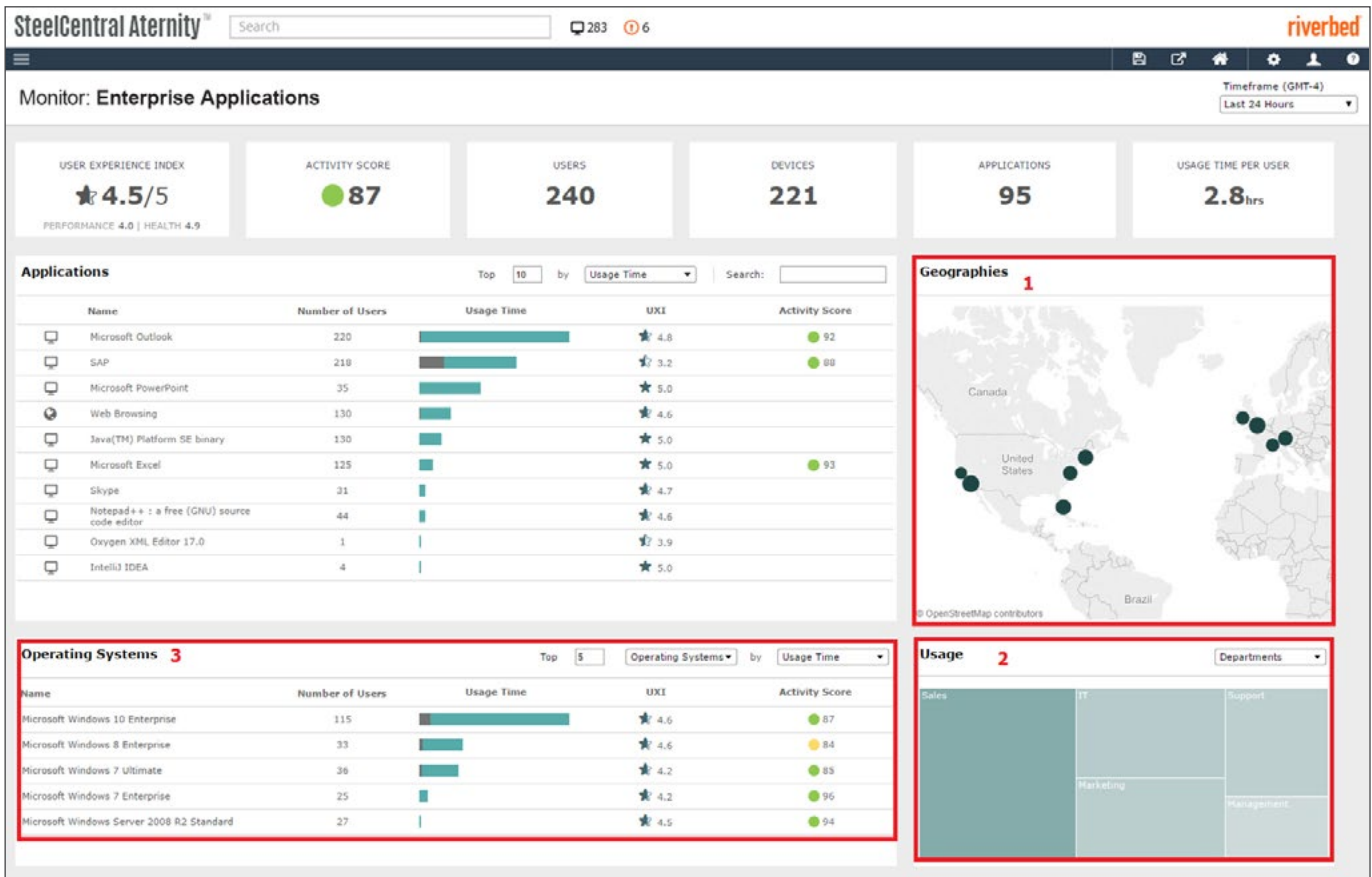 SteelCentral Aternity™
Search
283
6
riverbed
Monitor: Enterprise Applications
Timeframe (GMT-4)
Last 24 Hours
USER EXPERIENCE INDEX
4.5/5
PERFORMANCE 4.0 | HEALTH 4.9
ACTIVITY SCORE
87
USERS
240
DEVICES
221
APPLICATIONS
95
USAGE TIME PER USER
2.8hrs
Applications
Top 10 by Usage Time
Search:
Name Number of Users Usage Time UXI Activity Score
Microsoft Outlook 220 4.8 92
SAP 218 3.2 88
Microsoft PowerPoint 35 5.0
Web Browsing 130 4.6
Java(TM) Platform SE binary 130 5.0
Microsoft Excel 125 5.0 93
Skype 31 4.7
Notepad++ : a free (GNU) source
code editor 44 4.6
Oxygen XML Editor 17.0 1 3.9
IntelliJ IDEA 4 5.0
Geographies
1
Canada
United
States
Brazil
© OpenStreetMap contributors
Operating Systems 3
Top 5 Operating Systems by Usage Time
Name Number of Users Usage Time UXI Activity Score
Microsoft Windows 10 Enterprise 115 4.6 87
Microsoft Windows 8 Enterprise 33 4.6 84
Microsoft Windows 7 Ultimate 36 4.2 85
Microsoft Windows 7 Enterprise 25 4.2 96
Microsoft Windows Server 2008 R2 Standard 27 4.5 94
Usage 2
Departments
Sales
IT
Support
Marketing
Management